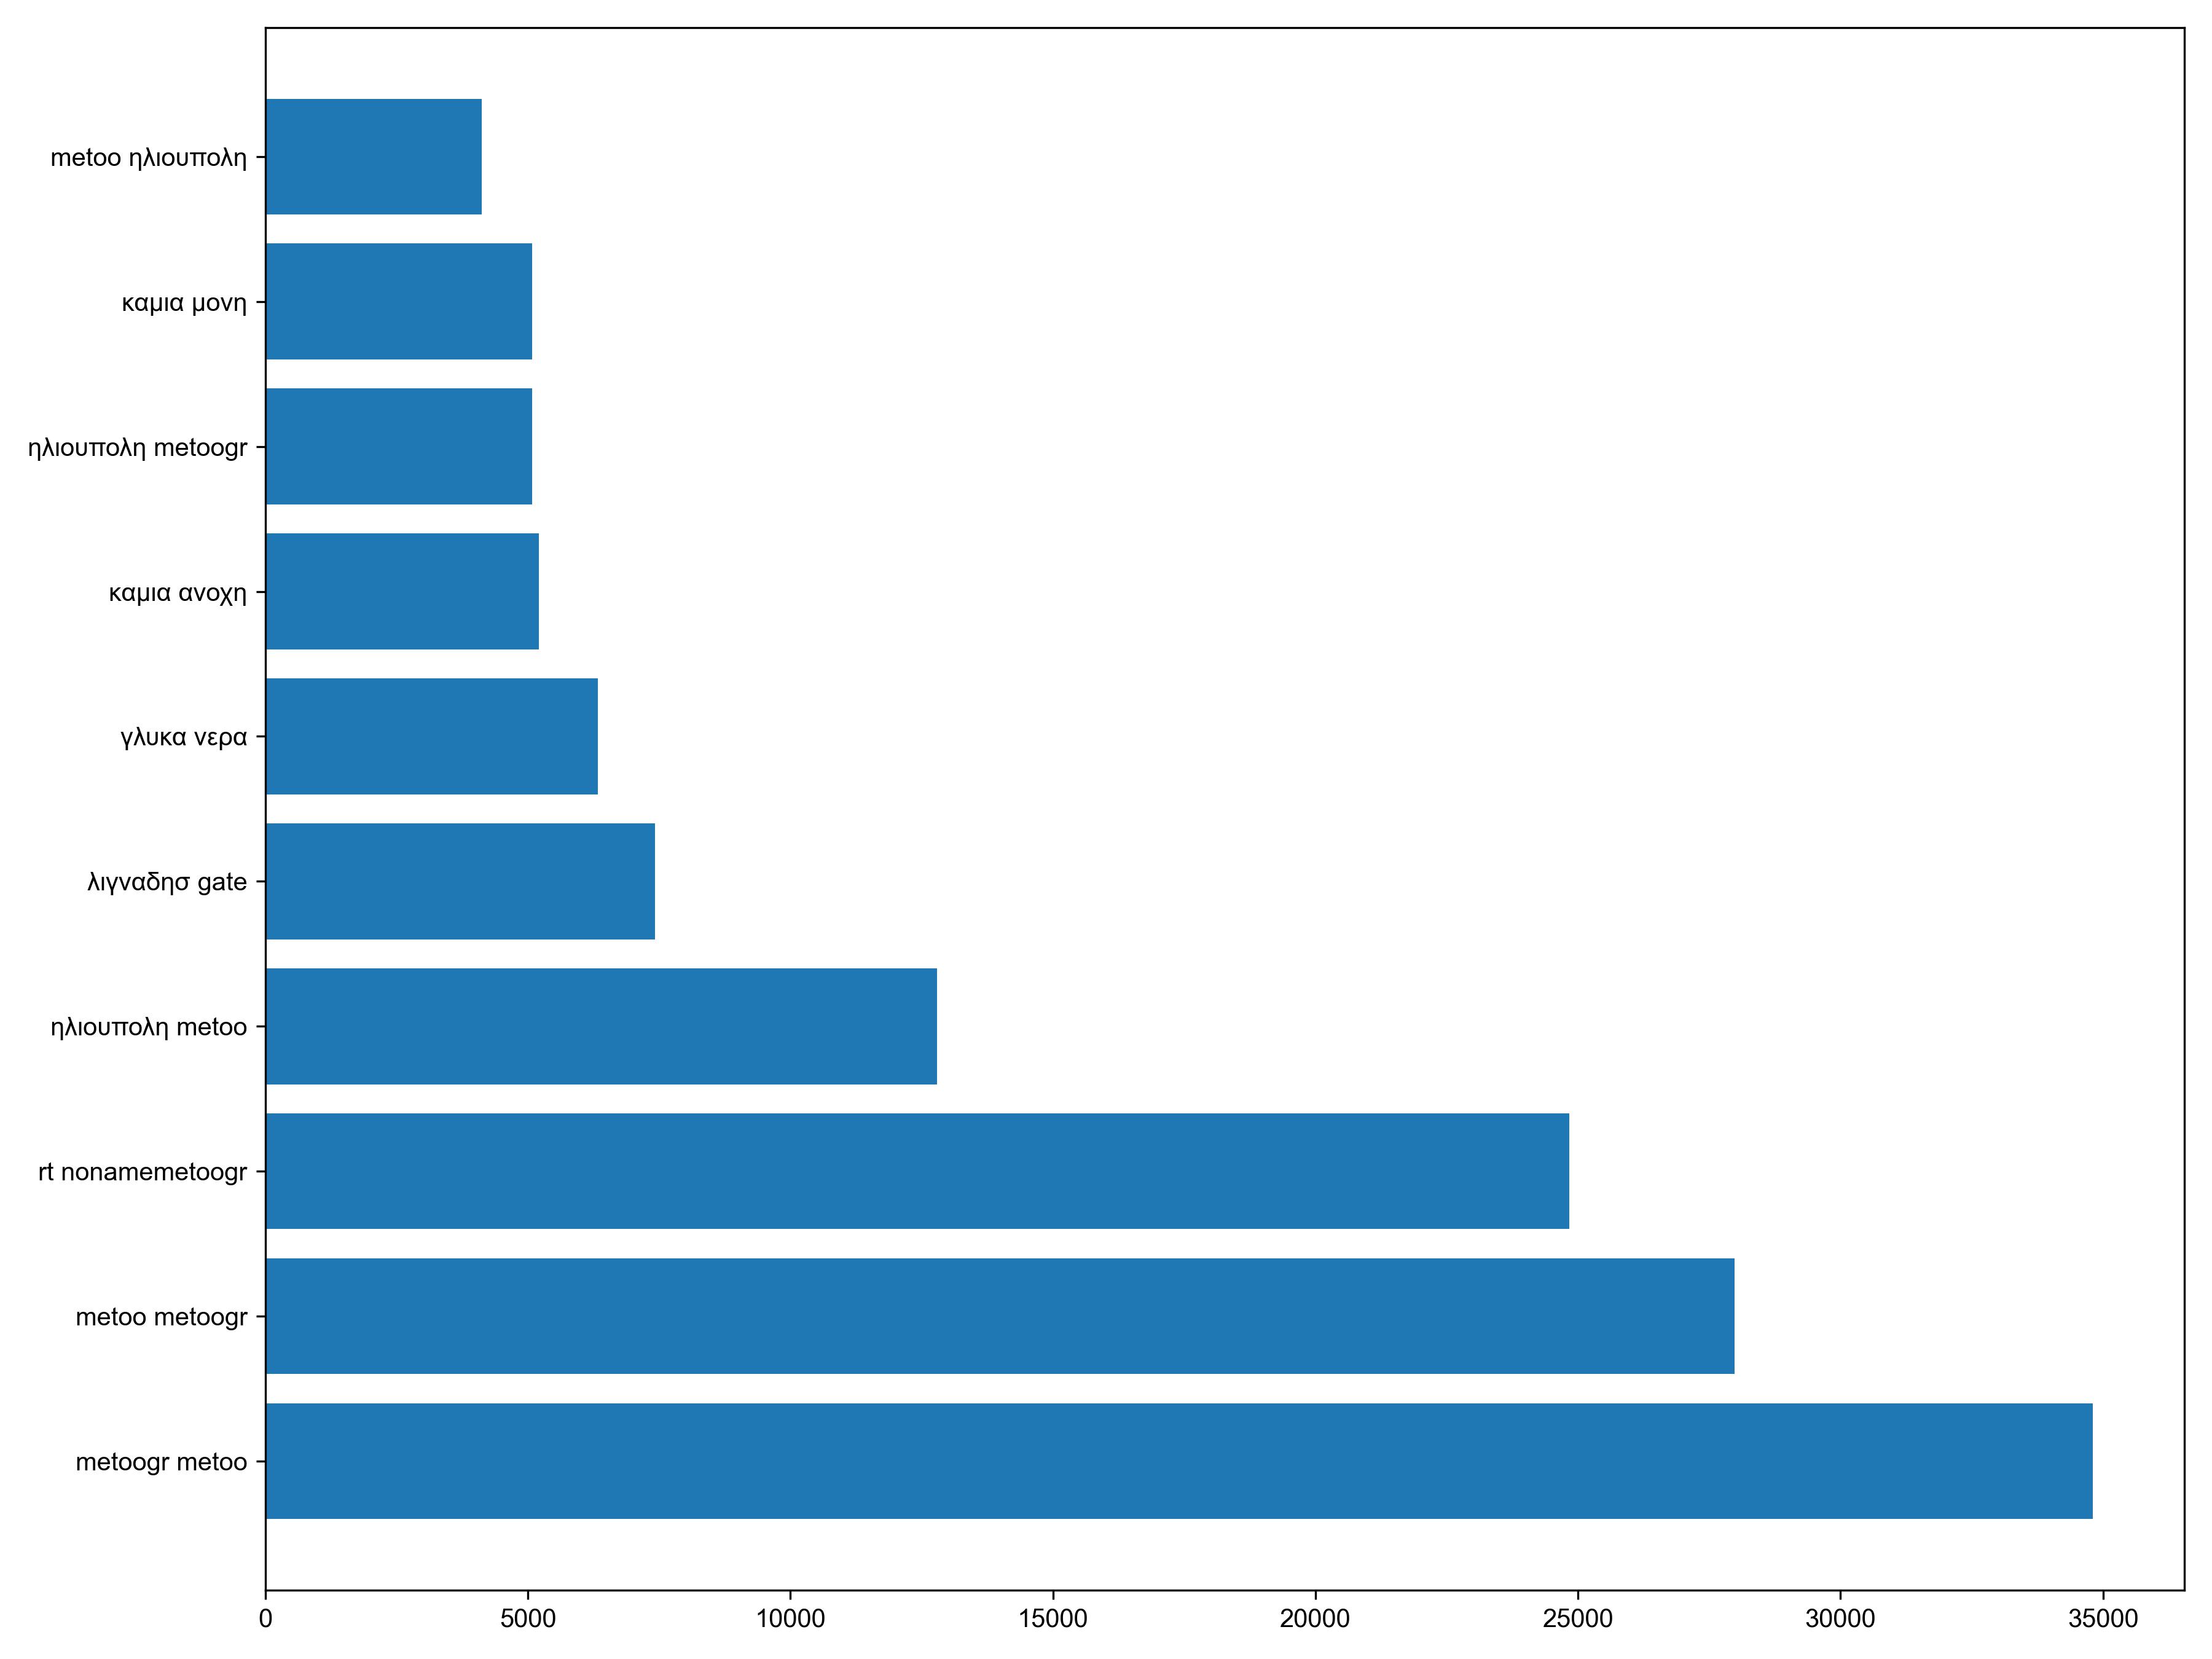 metoo ηλιουπολη
καμια μονη
ηλιουπολη metoogr
καμια ανοχη
γλυκα νερα
λιγναδησ gate
ηλιουπολη metoo
rt nonamemetoogr
metoo metoogr
metoogr metoo
0 5000 10000 15000 20000 25000 30000 35000